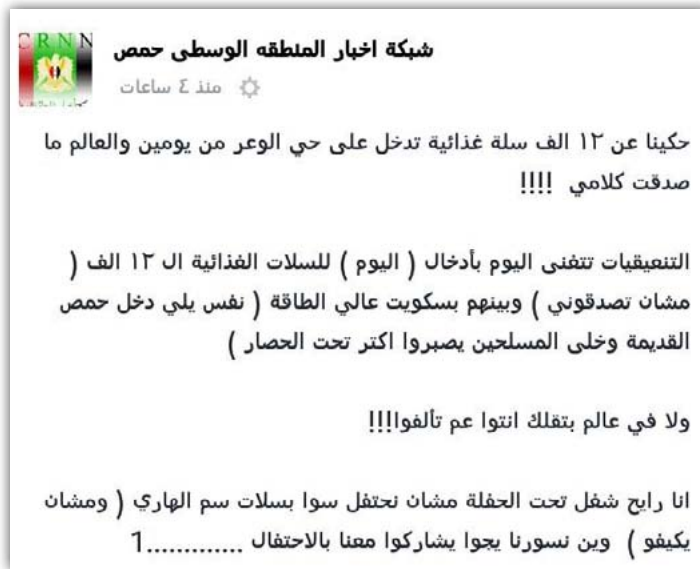 CRNN
شبكة اخبار المنطقه الوسطى حمص
منذ ٤ ساعات
حكينا عن ١٢ الف سلة غذائية تدخل على حي الوعر من يومين والعالم ما
صدقت كلامي !!!!
التنعيقيات تتغنى اليوم بأدخال ( اليوم ) للسلات الغذائية ال ١٢ الف (
مشان تصدقوني ) وبينهم بسكويت عالي الطاقة ( نفس يلي دخل حمص
القديمة وخلى المسلحين يصبروا اكتر تحت الحصار )
ولا في عالم بتقلك انتوا عم تألفوا!!!
انا رايح شغل تحت الحفلة مشان نحتفل سوا بسلات سم الهاري ( ومشان
يكيفو ) وين نسورنا يجوا يشاركوا معنا بالاحتفال .............1